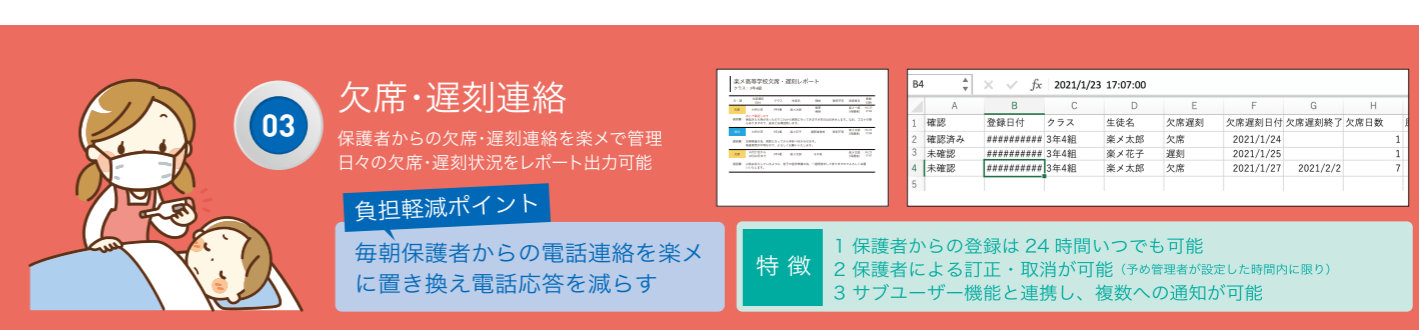 03
欠席・遅刻連絡
保護者からの欠席・遅刻連絡を楽メで管理
日々の欠席・遅刻状況をレポート出力可能
負担軽減ポイント
毎朝保護者からの電話連絡を楽メ
に置き換え電話応答を減らす
楽メ高等学校欠席・遅刻レポート
クラス：3年4組
B4 fx 2021/1/23 17:07:00
A B C D E F G H
1 確認 登録日付 クラス 生徒名 欠席遅刻 欠席遅刻日付 欠席遅刻終了 欠席日数
2 確認済み ########## 3年4組 楽メ太郎 欠席 2021/1/24 1
3 未確認 ########## 3年4組 楽メ花子 遅刻 2021/1/25 1
4 未確認 ########## 3年4組 楽メ太郎 欠席 2021/1/27 2021/2/2 7
5
特徴
1 保護者からの登録は 24 時間いつでも可能
2 保護者による訂正・取消が可能（予め管理者が設定した時間内に限り）
3 サブユーザー機能と連携し、複数への通知が可能